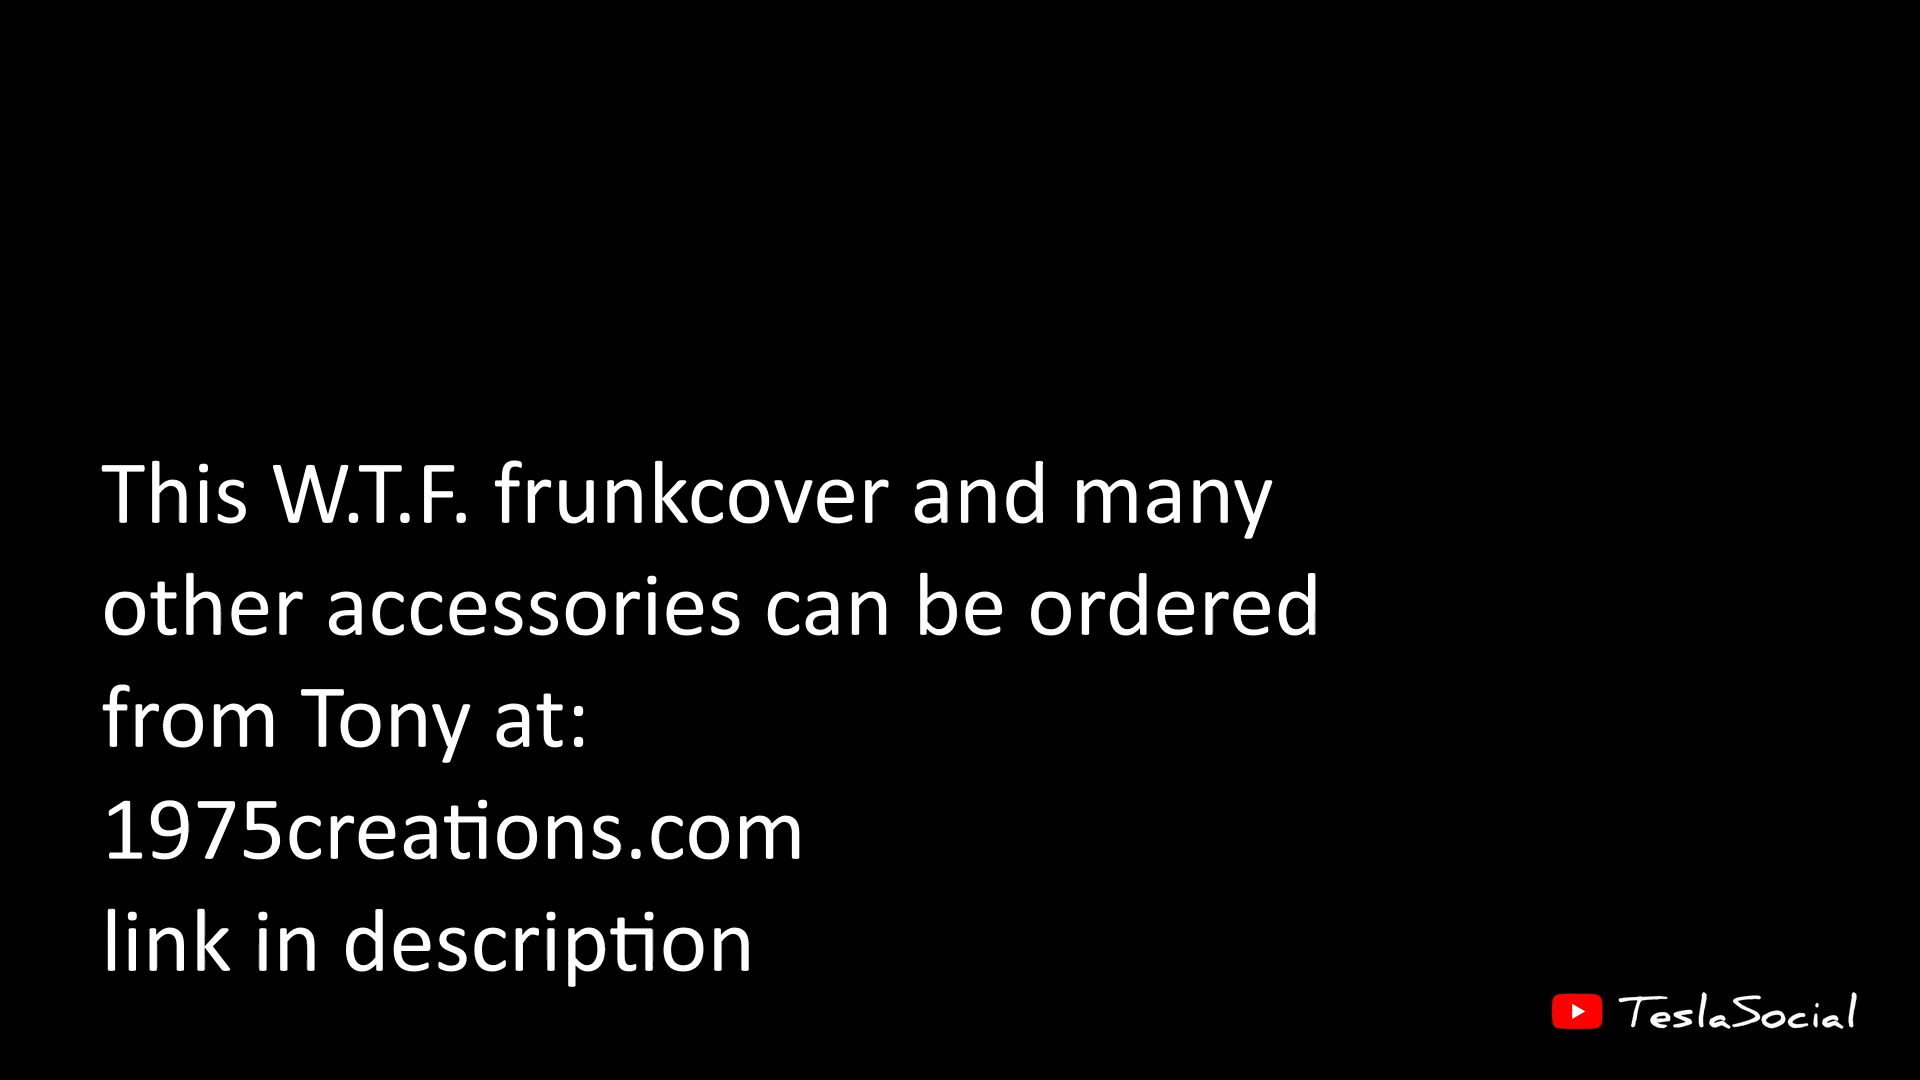 This W.T.F. frunkcover and many
other accessories can be ordered
from Tony at:
1975creations.com
link in description
TeslaSocial